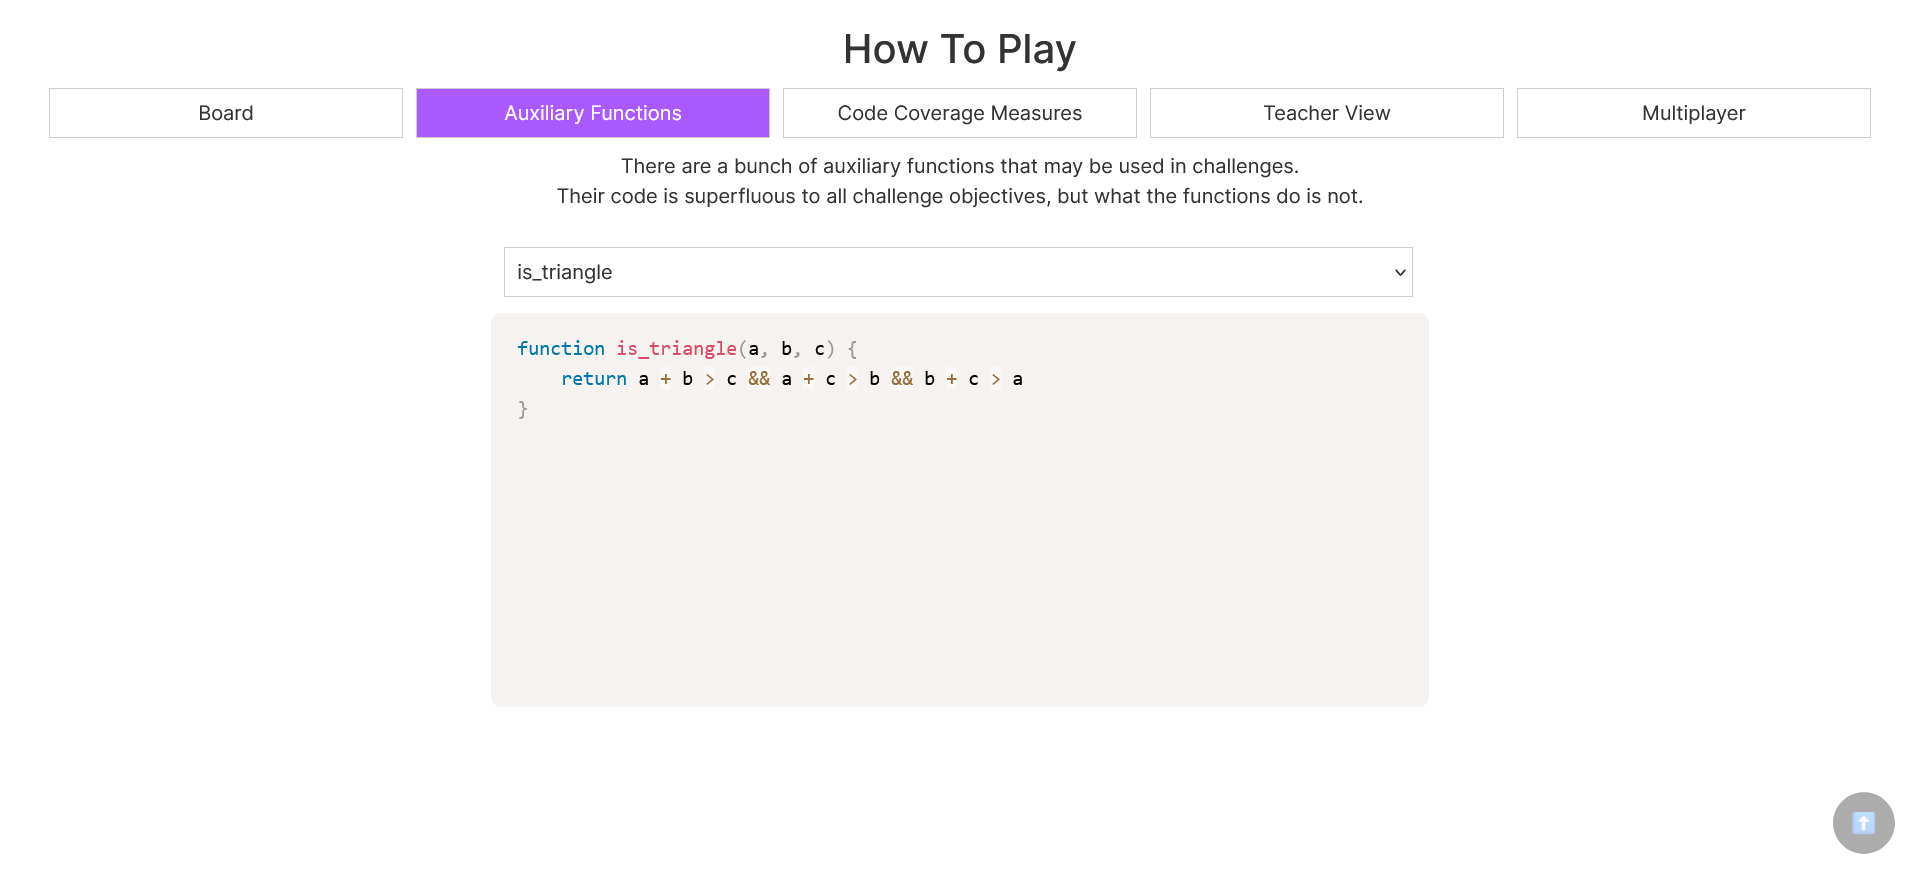 How To Play
Board
Auxiliary Functions
Code Coverage Measures
Teacher View
Multiplayer
There are a bunch of auxiliary functions that may be used in challenges.
Their code is superfluous to all challenge objectives, but what the functions do is not.
is_triangle
function is_triangle(a, b, c) {
    return a + b > c && a + c > b && b + c > a
}